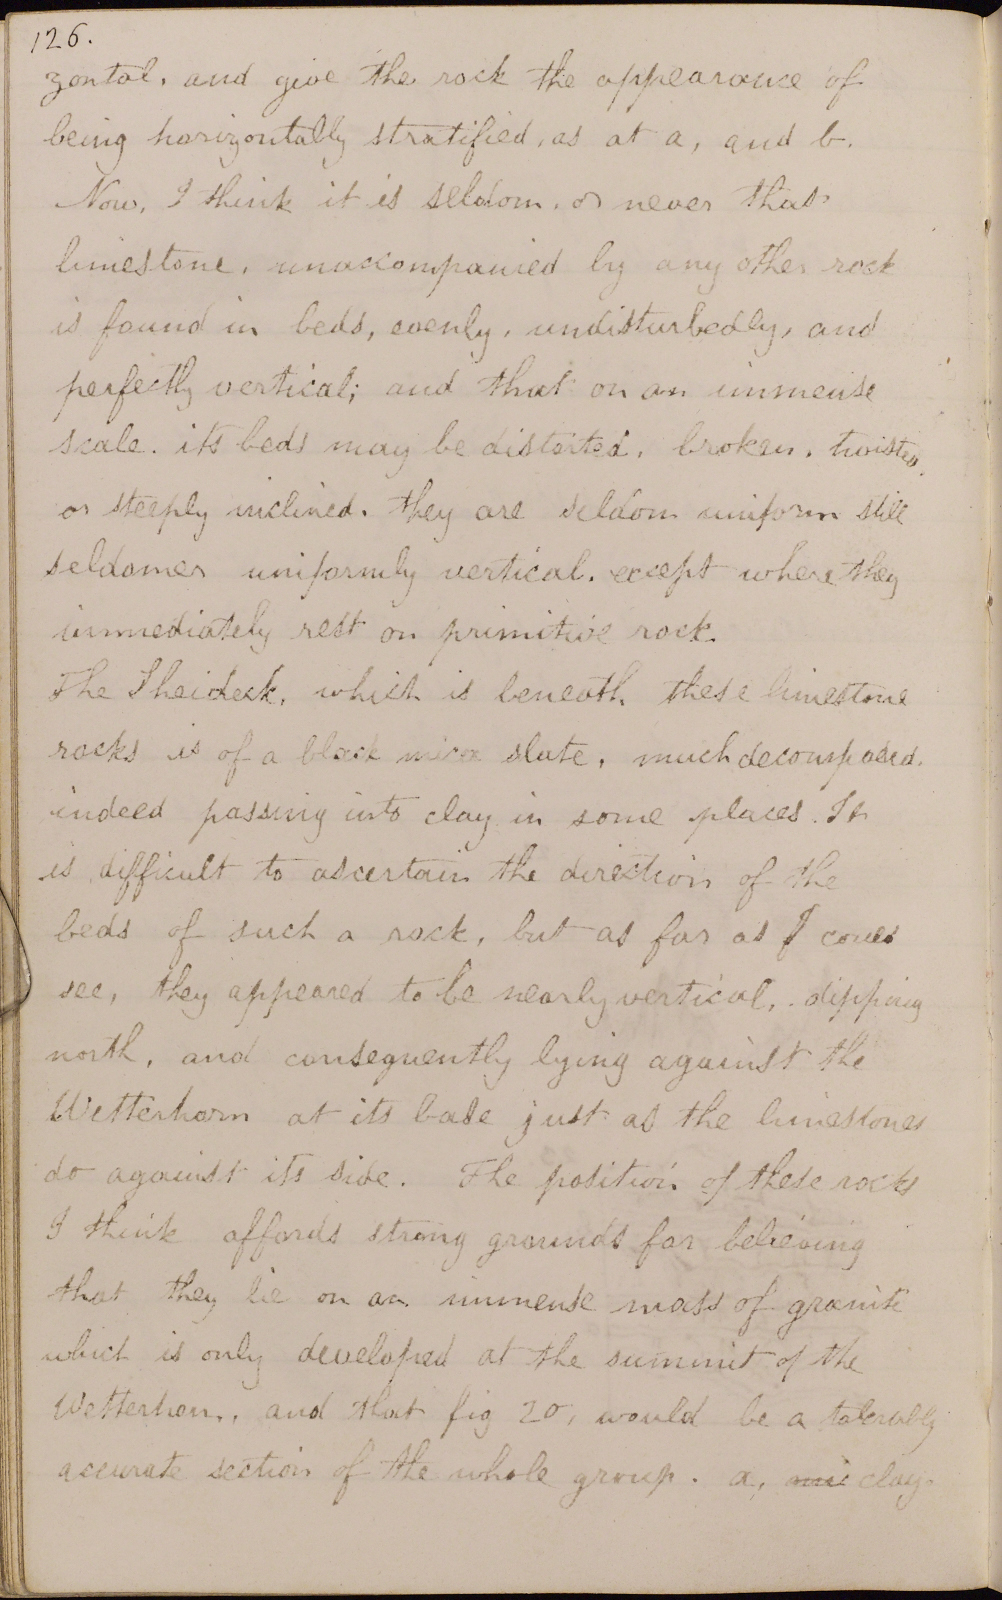 126.
zontal, and give the rock the appearance of
being horizontally stratified, as at a, and b.
Now, I think it is seldom, or never that
limestone, unaccompanied by any other rock
is found in beds, evenly, undisturbedly, and
perfectly vertical; and that on an immense
scale. its beds may be distorted, broken, twisted,
or steeply inclined. they are seldom uniform still
seldomer uniformly vertical, except where they
immediately rest on primitive rock.
The Sheideck, which is beneath these limestone
rocks is of a black mica slate, much decomposed.
indeed passing into clay in some places. It
is difficult to ascertain the direction of the
beds of such a rock, but as far as I could
see, they appeared to be nearly vertical, dipping
north, and consequently lying against the
Wetterhorn at its base just as the limestones
do against its side. The position of these rocks
I think affords strong grounds for believing
that they lie on an immense mass of granite
which is only developed at the summit of the
Wetterhorn, and that fig 20, would be a tolerably
accurate section of the whole group. a, mic clay